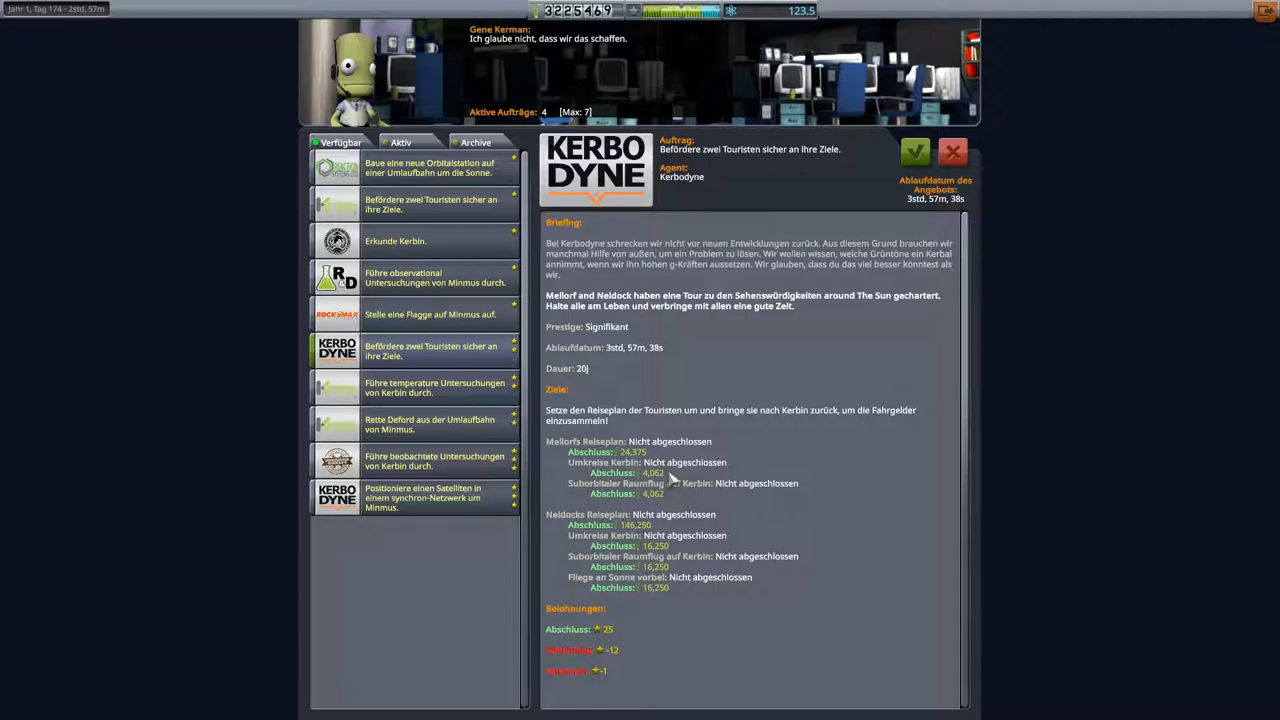 Jahr 1, Tag 174 - 2std, 57m
3225469
123.5
Gene Kerman:
Ich glaube nicht, dass wir das schaffen.
Aktive Aufträge: 4 [Max: 7]
Verfügbar
Aktiv
Archive
Baue eine neue Orbitalstation auf
einer Umlaufbahn um die Sonne.
Befördere zwei Touristen sicher an
ihre Ziele.
Erkunde Kerbin.
R&D
Führe observational
Untersuchungen von Minmus durch.
ROCKOMAX
Stelle eine Flagge auf Minmus auf.
KERBO
DYNE
Befördere zwei Touristen sicher an
ihre Ziele.
Führe temperature Untersuchungen
von Kerbin durch.
Rette Deford aus der Umlaufbahn
von Minmus.
Führe beobachtete Untersuchungen
von Kerbin durch.
KERBO
DYNE
Positioniere einen Satelliten in
einem synchron-Netzwerk um
Minmus.
KERBO
DYNE
Auftrag:
Befördere zwei Touristen sicher an ihre Ziele.
Agent:
Kerbodyne
Ablaufdatum des
Angebots:
3std, 57m, 38s
Briefing:
Bei Kerbodyne schrecken wir nicht vor neuen Entwicklungen zurück. Aus diesem Grund brauchen wir
manchmal Hilfe von außen, um ein Problem zu lösen. Wir wollen wissen, welche Grüntöne ein Kerbal
annimmt, wenn wir ihn hohen g-Kräften aussetzen. Wir glauben, dass du das viel besser könntest als
wir.
Mellorf and Neldock haben eine Tour zu den Sehenswürdigkeiten around The Sun gechartert.
Halte alle am Leben und verbringe mit allen eine gute Zeit.
Prestige: Signifikant
Ablaufdatum: 3std, 57m, 38s
Dauer: 20j
Ziele:
Setze den Reiseplan der Touristen um und bringe sie nach Kerbin zurück, um die Fahrgelder
einzusammeln!
Mellorfs Reiseplan: Nicht abgeschlossen
Abschluss: 24,375
Umkreise Kerbin: Nicht abgeschlossen
Abschluss: 4,062
Suborbitaler Raumflug Kerbin: Nicht abgeschlossen
Abschluss: 4,062
Neldocks Reiseplan: Nicht abgeschlossen
Abschluss: 146,250
Umkreise Kerbin: Nicht abgeschlossen
Abschluss: 16,250
Suborbitaler Raumflug auf Kerbin: Nicht abgeschlossen
Abschluss: 16,250
Fliege an Sonne vorbei: Nicht abgeschlossen
Abschluss: 16,250
Belohnungen:
Abschluss: 25
-12
-1